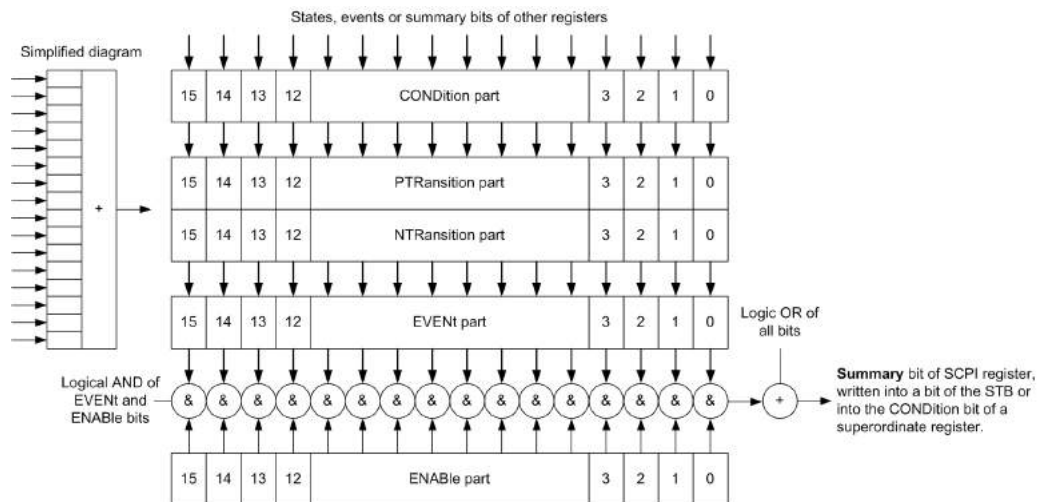 States, events or summary bits of other registers
Simplified diagram
15 14 13 12 CONDition part 3 2 1 0
15 14 13 12 PTRansition part 3 2 1 0
+
15 14 13 12 NTRansition part 3 2 1 0
15 14 13 12 EVENt part 3 2 1 0
Logic OR of
all bits
Logical AND of
EVENt and
ENABle bits
& & & & & & & & & & & & & & & &
+
Summary bit of SCPI register,
written into a bit of the STB or
into the CONDition bit of a
superordinate register.
15 14 13 12 ENABle part 3 2 1 0